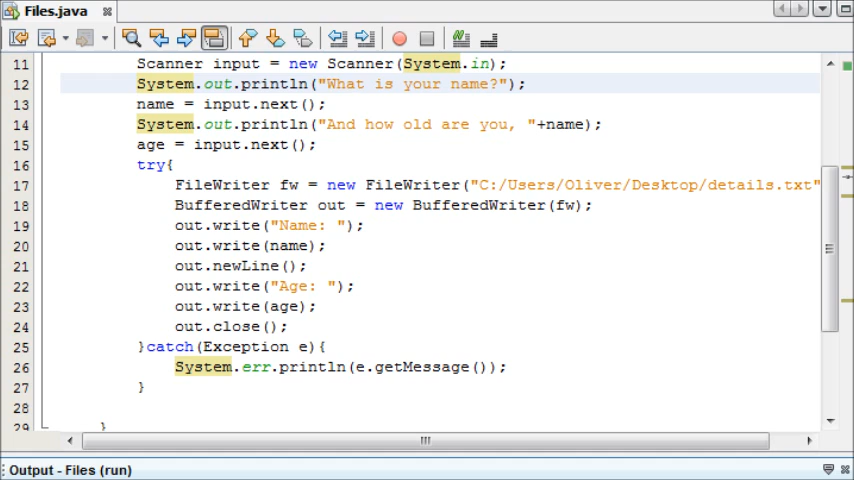 Files.java
11 Scanner input = new Scanner(System.in);
12 System.out.println("What is your name?");
13 name = input.next();
14 System.out.println("And how old are you, "+name);
15 age = input.next();
16 try{
17 FileWriter fw = new FileWriter("C:/Users/Oliver/Desktop/details.txt"
18 BufferedWriter out = new BufferedWriter(fw);
19 out.write("Name: ");
20 out.write(name);
21 out.newLine();
22 out.write("Age: ");
23 out.write(age);
24 out.close();
25 }catch(Exception e){
26 System.err.println(e.getMessage());
27 }
28
29 }
Output - Files (run)